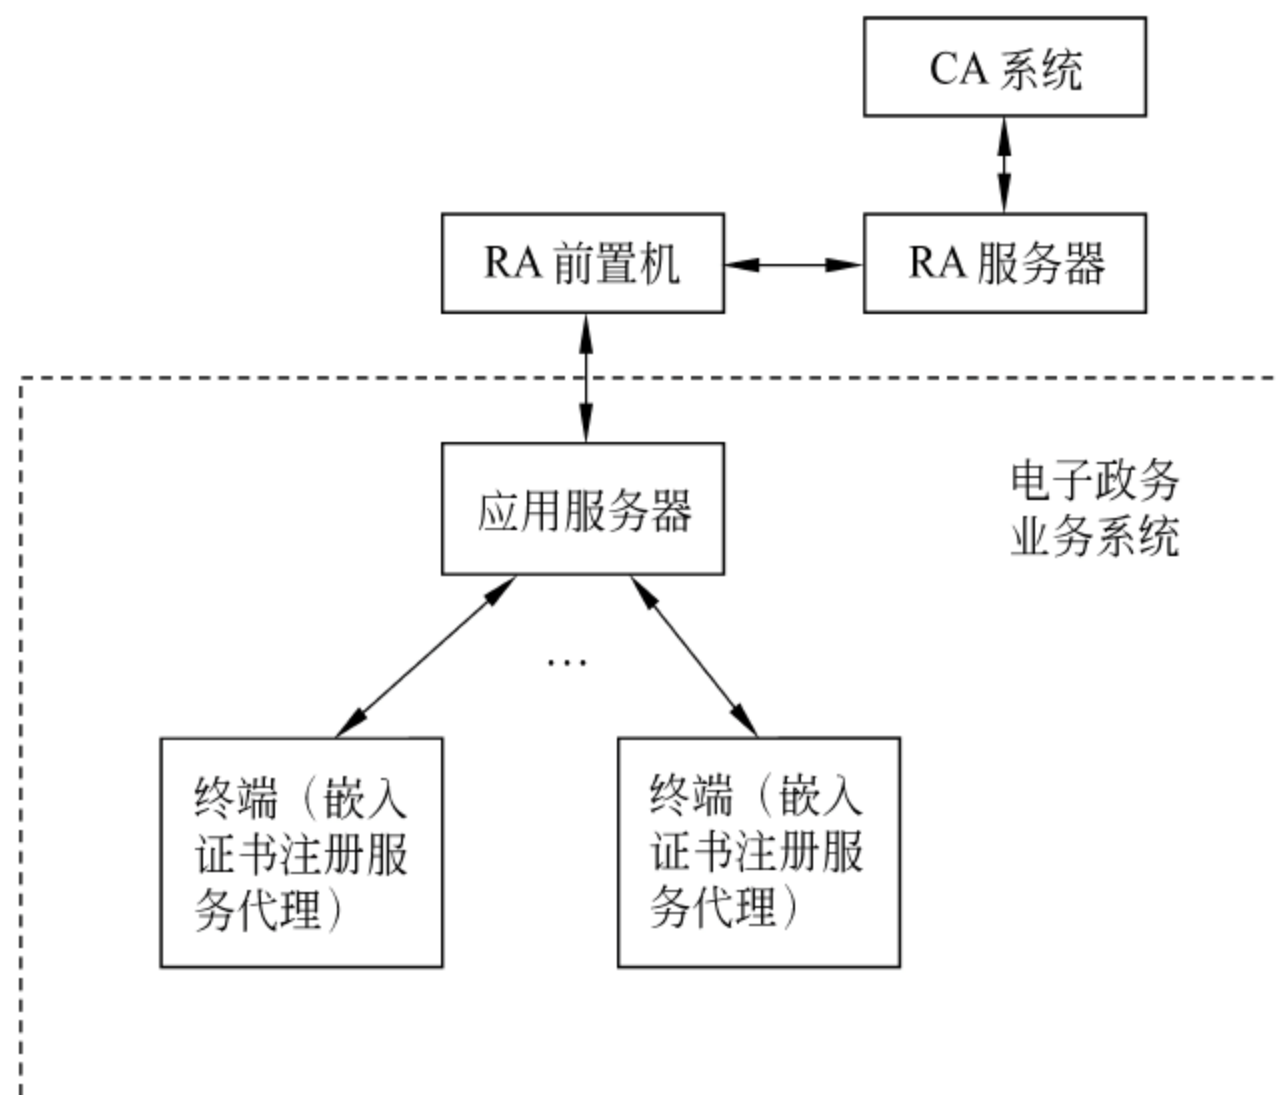 CA 系统
RA 前置机
RA 服务器
应用服务器
电子政务
业务系统
…
终端（嵌入
证书注册服
务代理）
终端（嵌入
证书注册服
务代理）